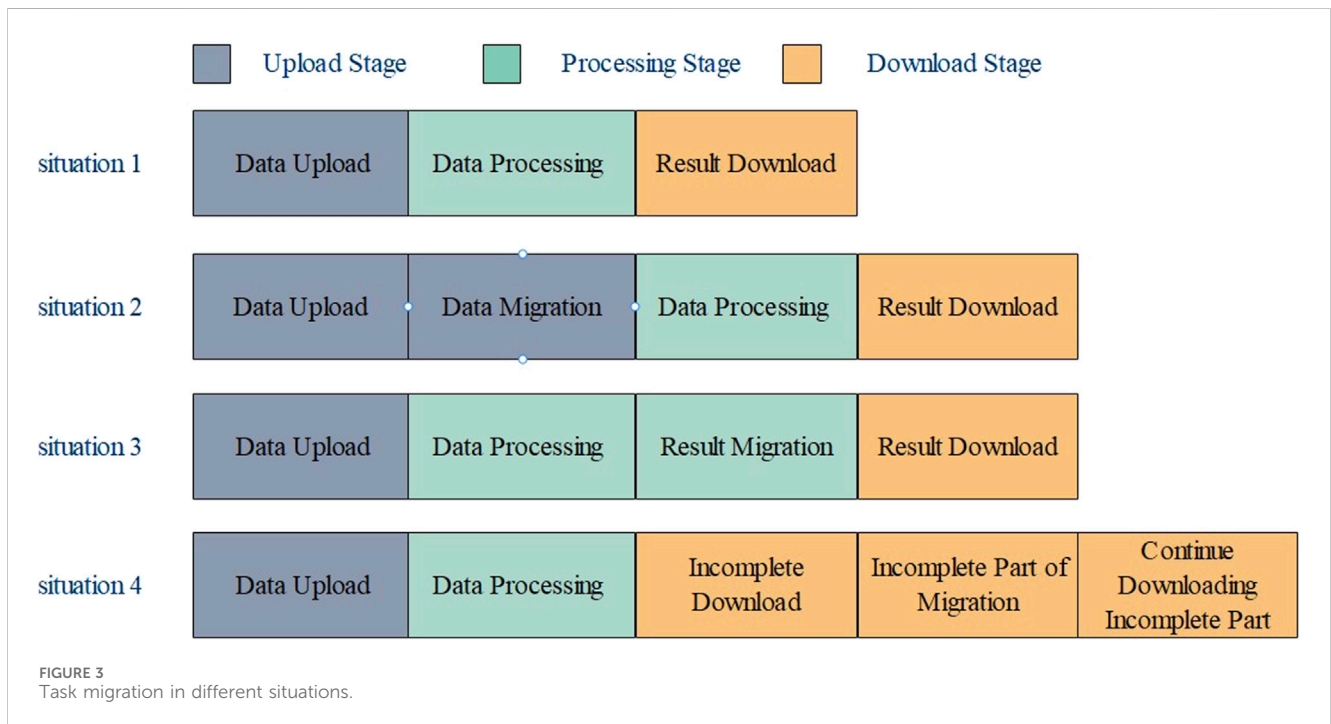 Upload Stage Processing Stage Download Stage
situation 1 Data Upload Data Processing Result Download
situation 2 Data Upload Data Migration Data Processing Result Download
situation 3 Data Upload Data Processing Result Migration Result Download
situation 4 Data Upload Data Processing
Incomplete
Download
Incomplete Part of
Migration
Continue
Downloading
Incomplete Part
FIGURE 3
Task migration in different situations.